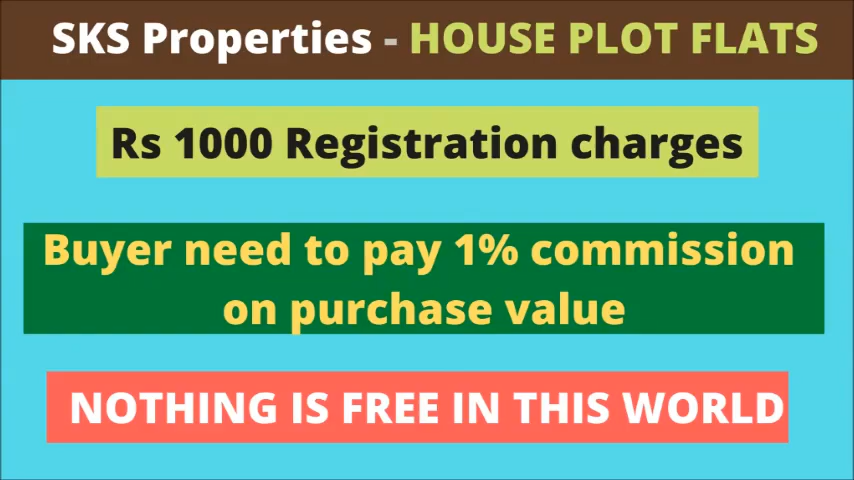 SKS Properties - HOUSE PLOT FLATS
Rs 1000 Registration charges
Buyer need to pay 1% commission
on purchase value
NOTHING IS FREE IN THIS WORLD